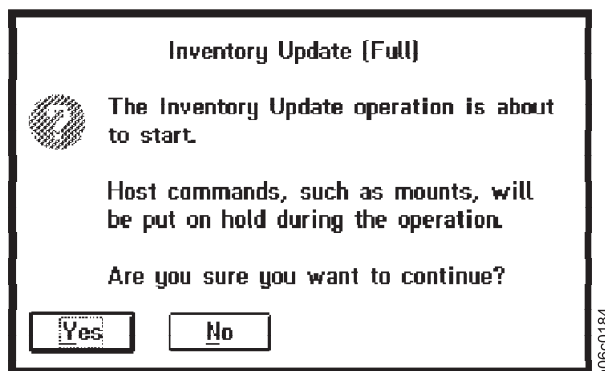 Inventory Update (Full)
The Inventory Update operation is about
to start.
Host commands, such as mounts, will
be put on hold during the operation.
Are you sure you want to continue?
Yes
No
a06c0184